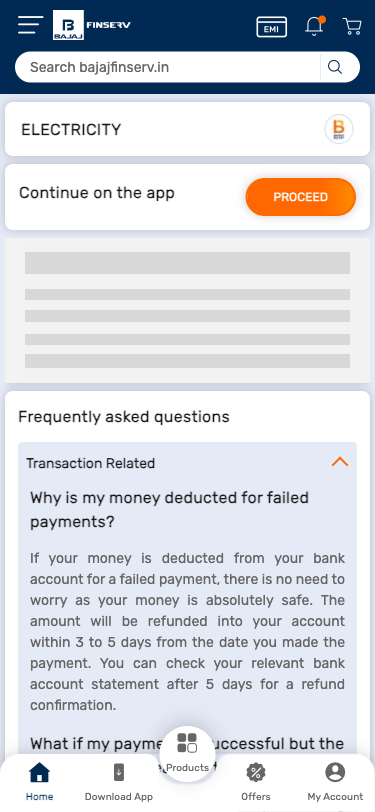 BAJAJ
FINSERV
EMI
Search bajajfinserv.in
ELECTRICITY
B
Continue on the app
PROCEED
Frequently asked questions
Transaction Related
Why is my money deducted for failed
payments?
If your money is deducted from your bank
account for a failed payment, there is no need to
worry as your money is absolutely safe. The
amount will be refunded into your account
within 3 to 5 days from the date you made the
payment. You can check your relevant bank
account statement after 5 days for a refund
confirmation.
What if my payme uccessful but the
Products
Home
Download App
Offers
My Account